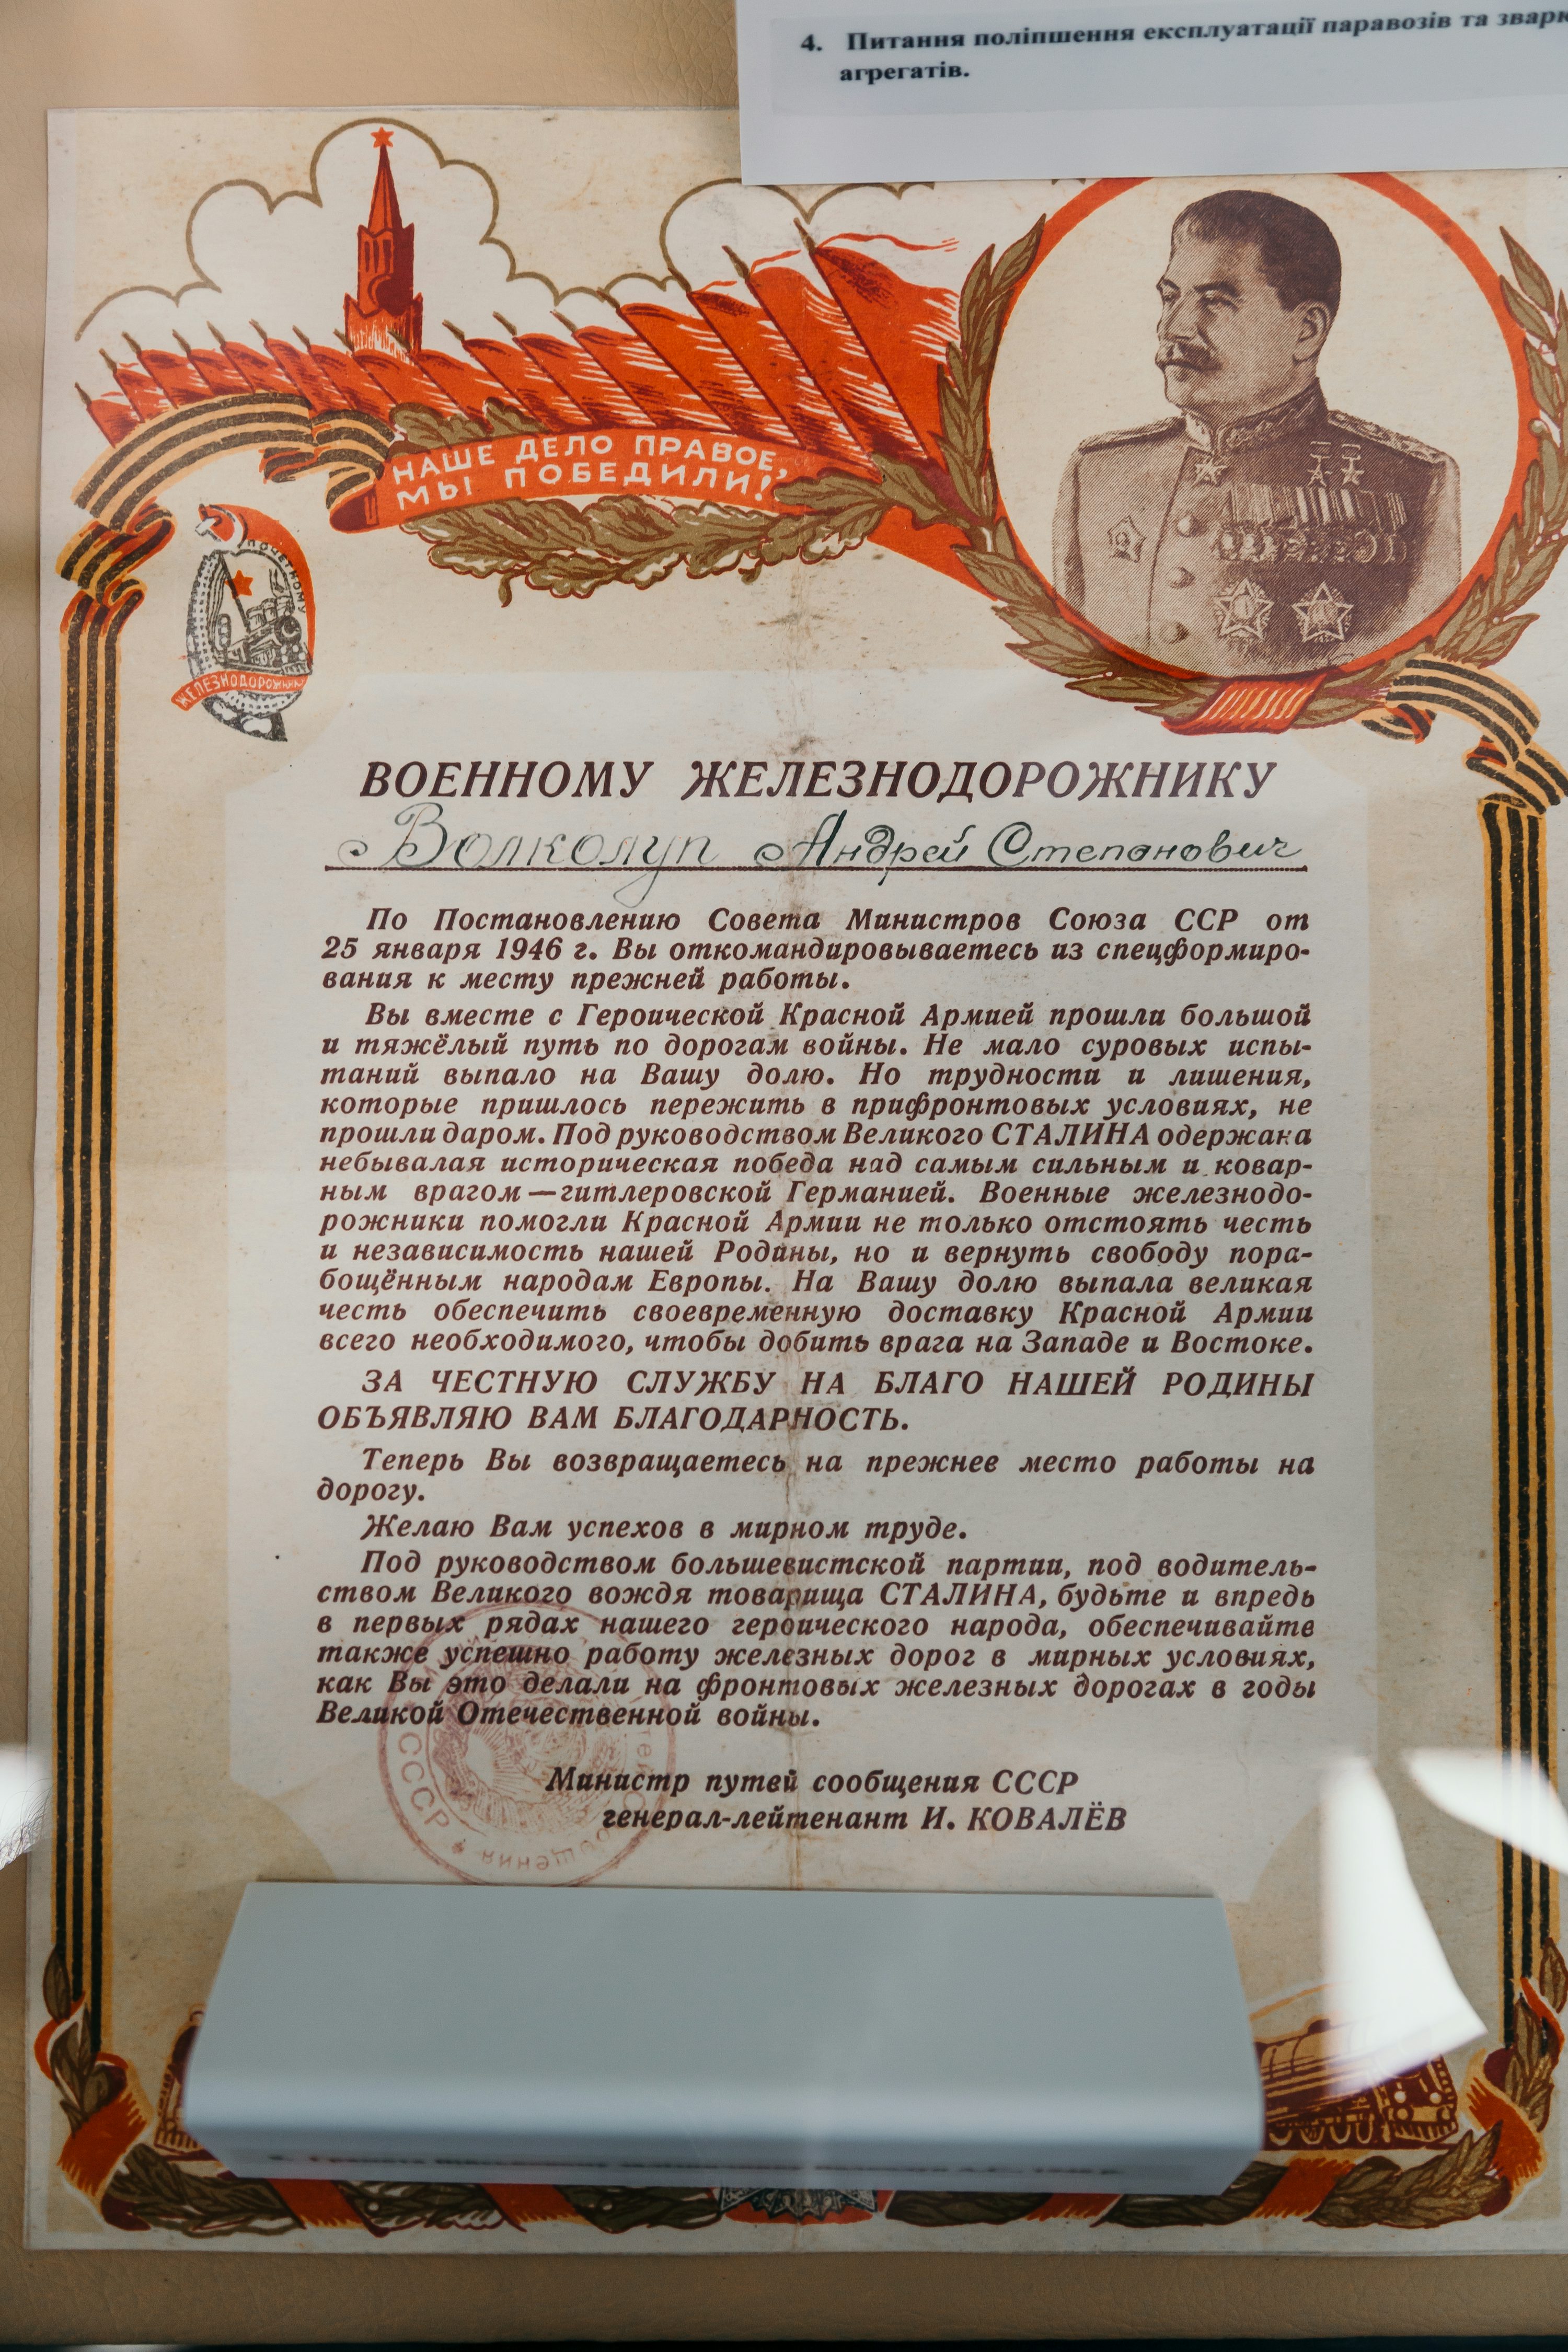 4. Питання поліпшення експлуатації паравозів та
агрегатів.
НАШЕ ДЕЛО ПРАВОЕ,
МЫ ПОБЕДИЛИ!
ПОЧЕТНОМУ
ЖЕЛЕЗНОДОРОЖНИКУ
ВОЕННОМУ ЖЕЛЕЗНОДОРОЖНИКУ
Волколуп Андрей Степанович
По Постановлению Совета Министров Союза ССР от
25 января 1946 г. Вы откомандировываетесь из спецформиро-
вания к месту прежней работы.
Вы вместе с Героической Красной Армией прошли большой
и тяжёлый путь по дорогам войны. Не мало суровых испы-
таний выпало на Вашу долю. Но трудности и лишения,
которые пришлось пережить в прифронтовых условиях, не
прошли даром. Под руководством Великого СТАЛИНА одержана
небывалая историческая победа над самым сильным и ковар-
ным врагом—гитлеровской Германией. Военные железнодо-
рожники помогли Красной Армии не только отстоять честь
и независимость нашей Родины, но и вернуть свободу пора-
бощённым народам Европы. На Вашу долю выпала великая
честь обеспечить своевременную доставку Красной Армии
всего необходимого, чтобы добить врага на Западе и Востоке.
ЗА ЧЕСТНУЮ СЛУЖБУ НА БЛАГО НАШЕЙ РОДИНЫ
ОБЪЯВЛЯЮ ВАМ БЛАГОДАРНОСТЬ.
Теперь Вы возвращаетесь на прежнее место работы на
дорогу.
Желаю Вам успехов в мирном труде.
Под руководством большевистской партии, под водитель-
ством Великого вождя товарища СТАЛИНА, будьте и впредь
в первых рядах нашего героического народа, обеспечивайте
также успешно работу железных дорог в мирных условиях,
как Вы это делали на фронтовых железных дорогах в годы
Великой Отечественной войны.
Министр путей сообщения СССР
генерал-лейтенант И. КОВАЛЁВ
СССР